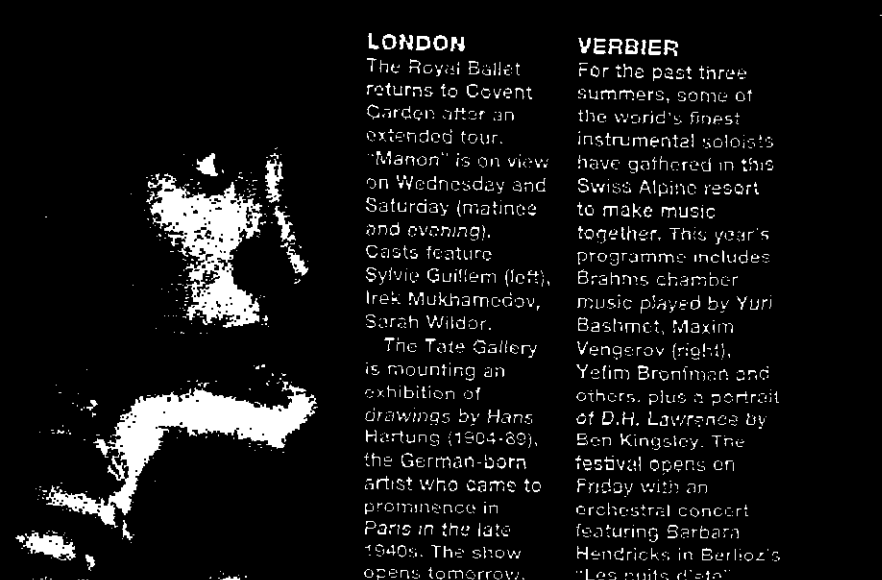 LONDON
The Royal Ballet
returns to Covent
Garden after an
extended tour.
"Manon" is on view
on Wednesday and
Saturday (matinee
and evening).
Casts feature
Sylvie Guillem (left),
Irek Mukhamedov,
Sarah Wildor.
The Tate Gallery
is mounting an
exhibition of
drawings by Hans
Hartung (1904-89),
the German-born
artist who came to
prominence in
Paris in the late
1940s. The show
opens tomorrow.
VERBIER
For the past three
summers, some of
the world's finest
instrumental soloists
have gathered in this
Swiss Alpine resort
to make music
together. This year's
programme includes
Brahms chamber
music played by Yuri
Bashmet, Maxim
Vengerov (right),
Yefim Bronfman and
others, plus a portrait
of D.H. Lawrence by
Ben Kingsley. The
festival opens on
Friday with an
orchestral concert
featuring Barbara
Hendricks in Berlioz's
"Les nuits d'ete"